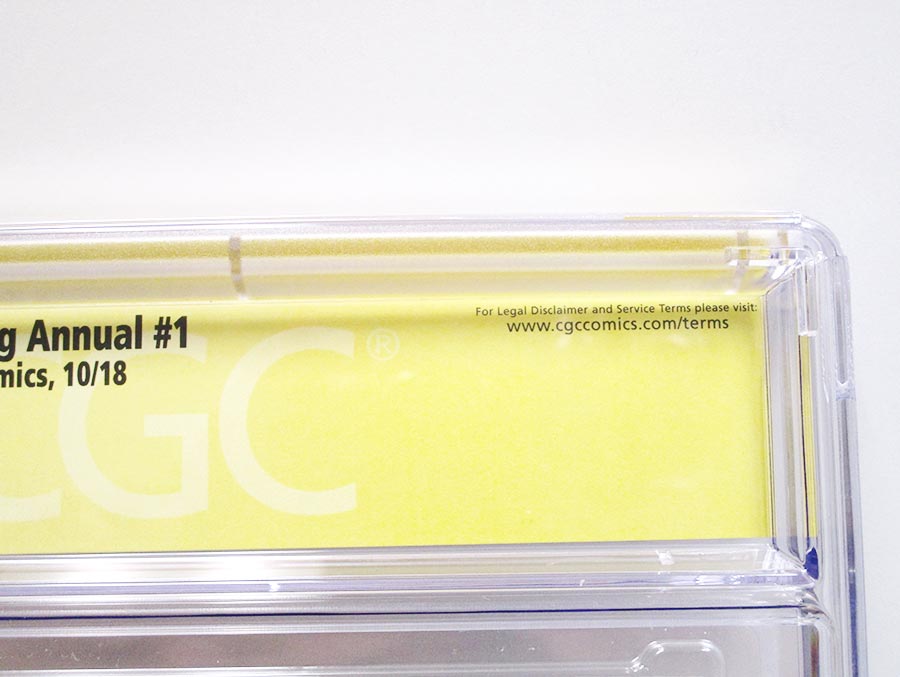 g Annual #1
mics, 10/18
For Legal Disclaimer and Service Terms please visit:
www.cgccomics.com/terms
CGC®